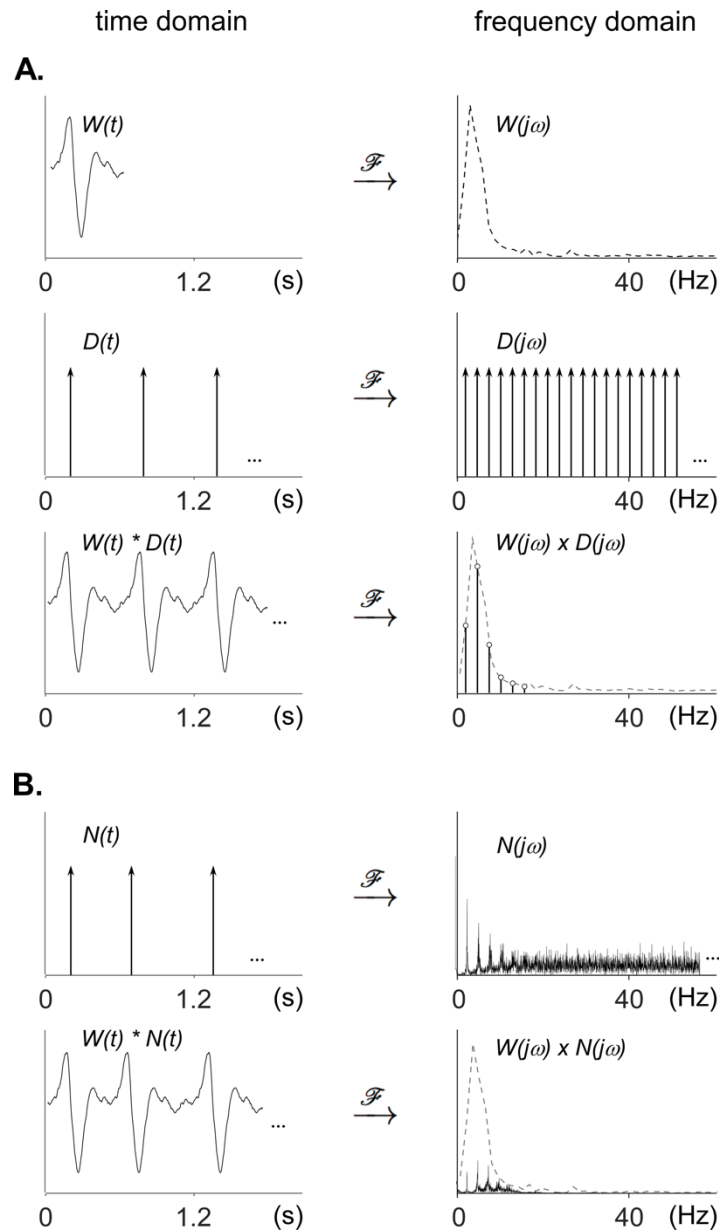 time domain frequency domain
A.
W(t) W(jω)
ℱ
0 1.2 (s) 0 40 (Hz)
D(t) D(jω)
ℱ
... ...
0 1.2 (s) 0 40 (Hz)
W(t) * D(t) W(jω) x D(jω)
ℱ
...
0 1.2 (s) 0 40 (Hz)
B.
N(t) N(jω)
ℱ
... ...
0 1.2 (s) 0 40 (Hz)
W(t) * N(t) W(jω) x N(jω)
ℱ
...
0 1.2 (s) 0 40 (Hz)